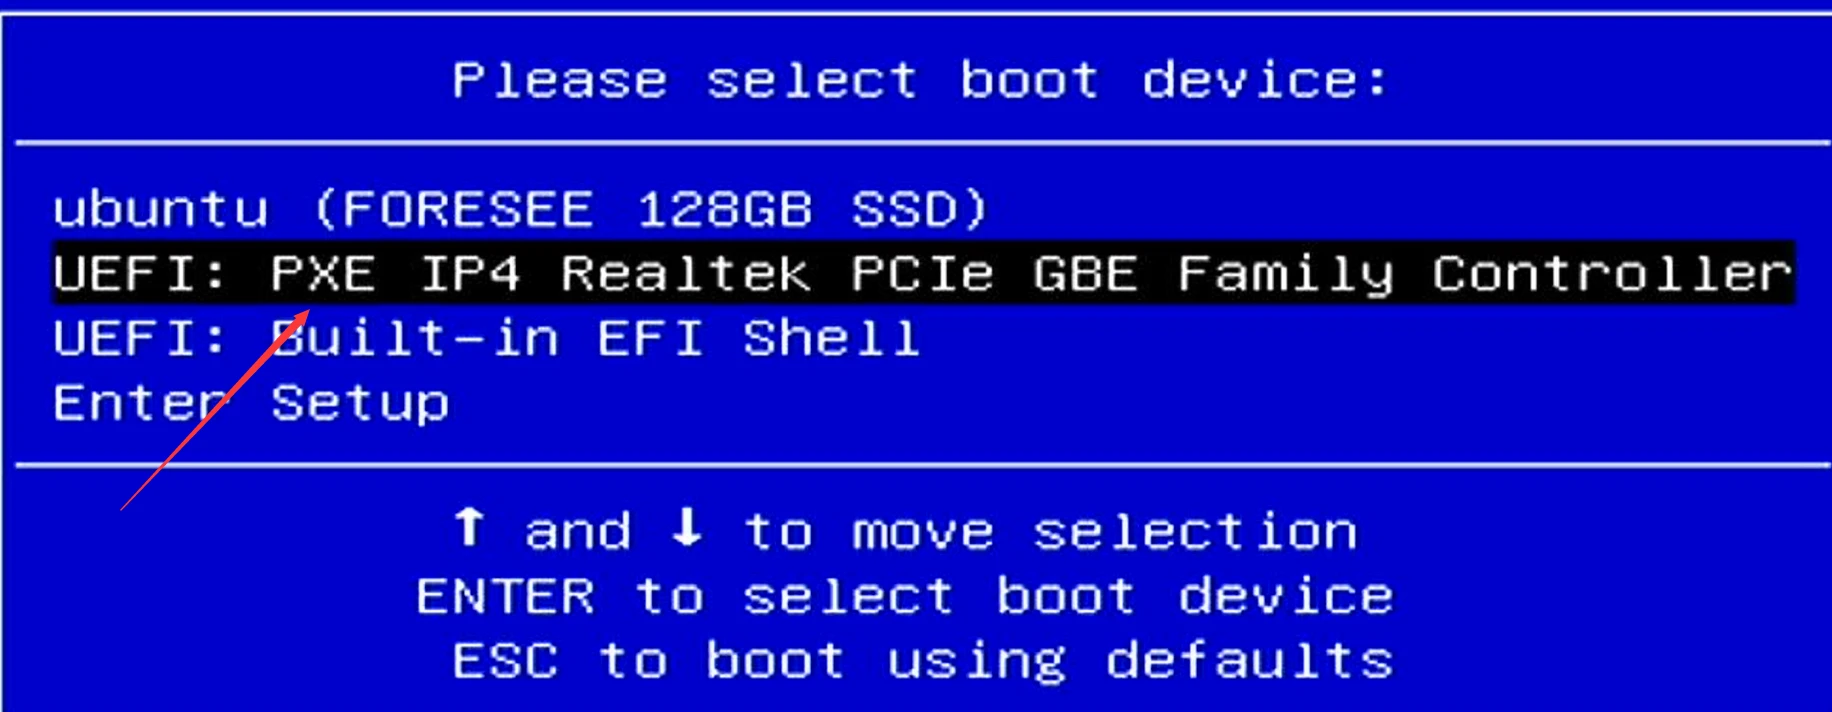 Please select boot device:
ubuntu (FORESEE 128GB SSD)
UEFI: PXE IP4 Realtek PCIe GBE Family Controller
UEFI: Built-in EFI Shell
Enter Setup
↑ and ↓ to move selection
ENTER to select boot device
ESC to boot using defaults